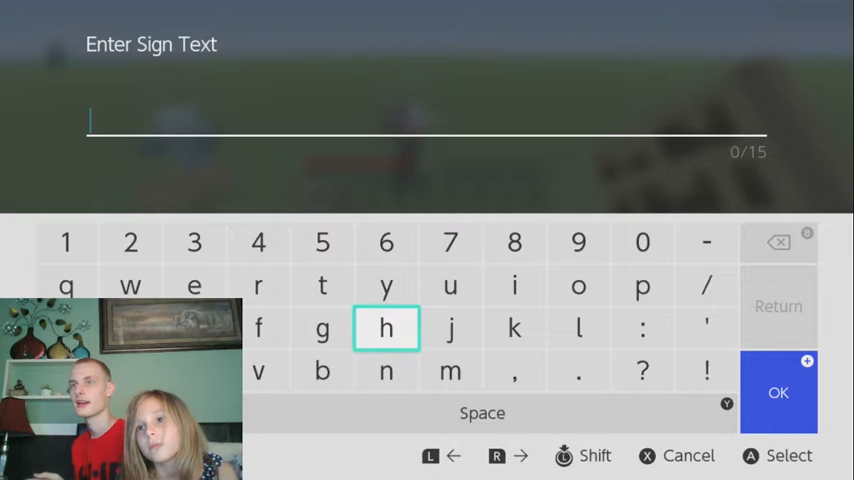 Enter Sign Text
0/15
1 2 3 4 5 6 7 8 9 0 -
q w e r t y u i o p /
f g h j k l : '
v b n m , . ? !
B
Return
+
OK
Space Y
L ← R → L Shift X Cancel A Select